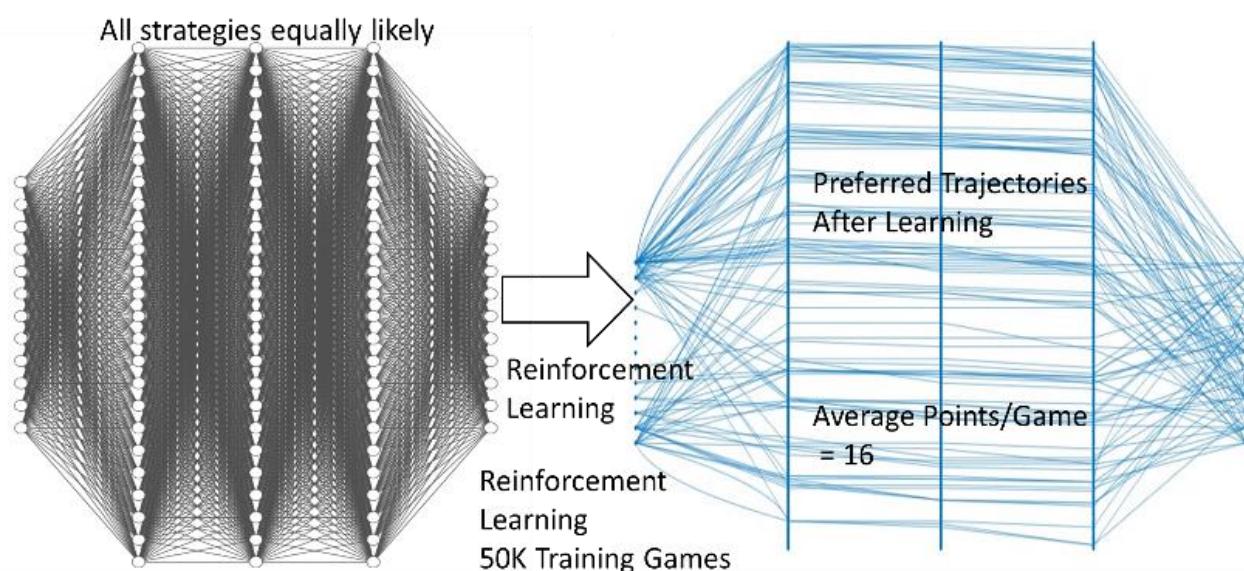 All strategies equally likely
Preferred Trajectories
After Learning
Reinforcement
Learning
Average Points/Game
= 16
Reinforcement
Learning
50K Training Games